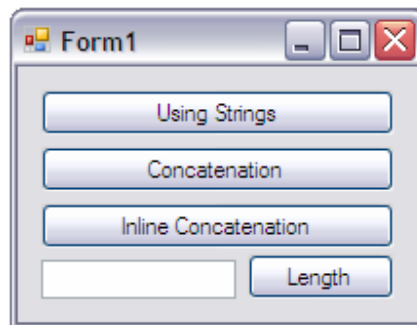 Form1
Using Strings
Concatenation
Inline Concatenation
Length